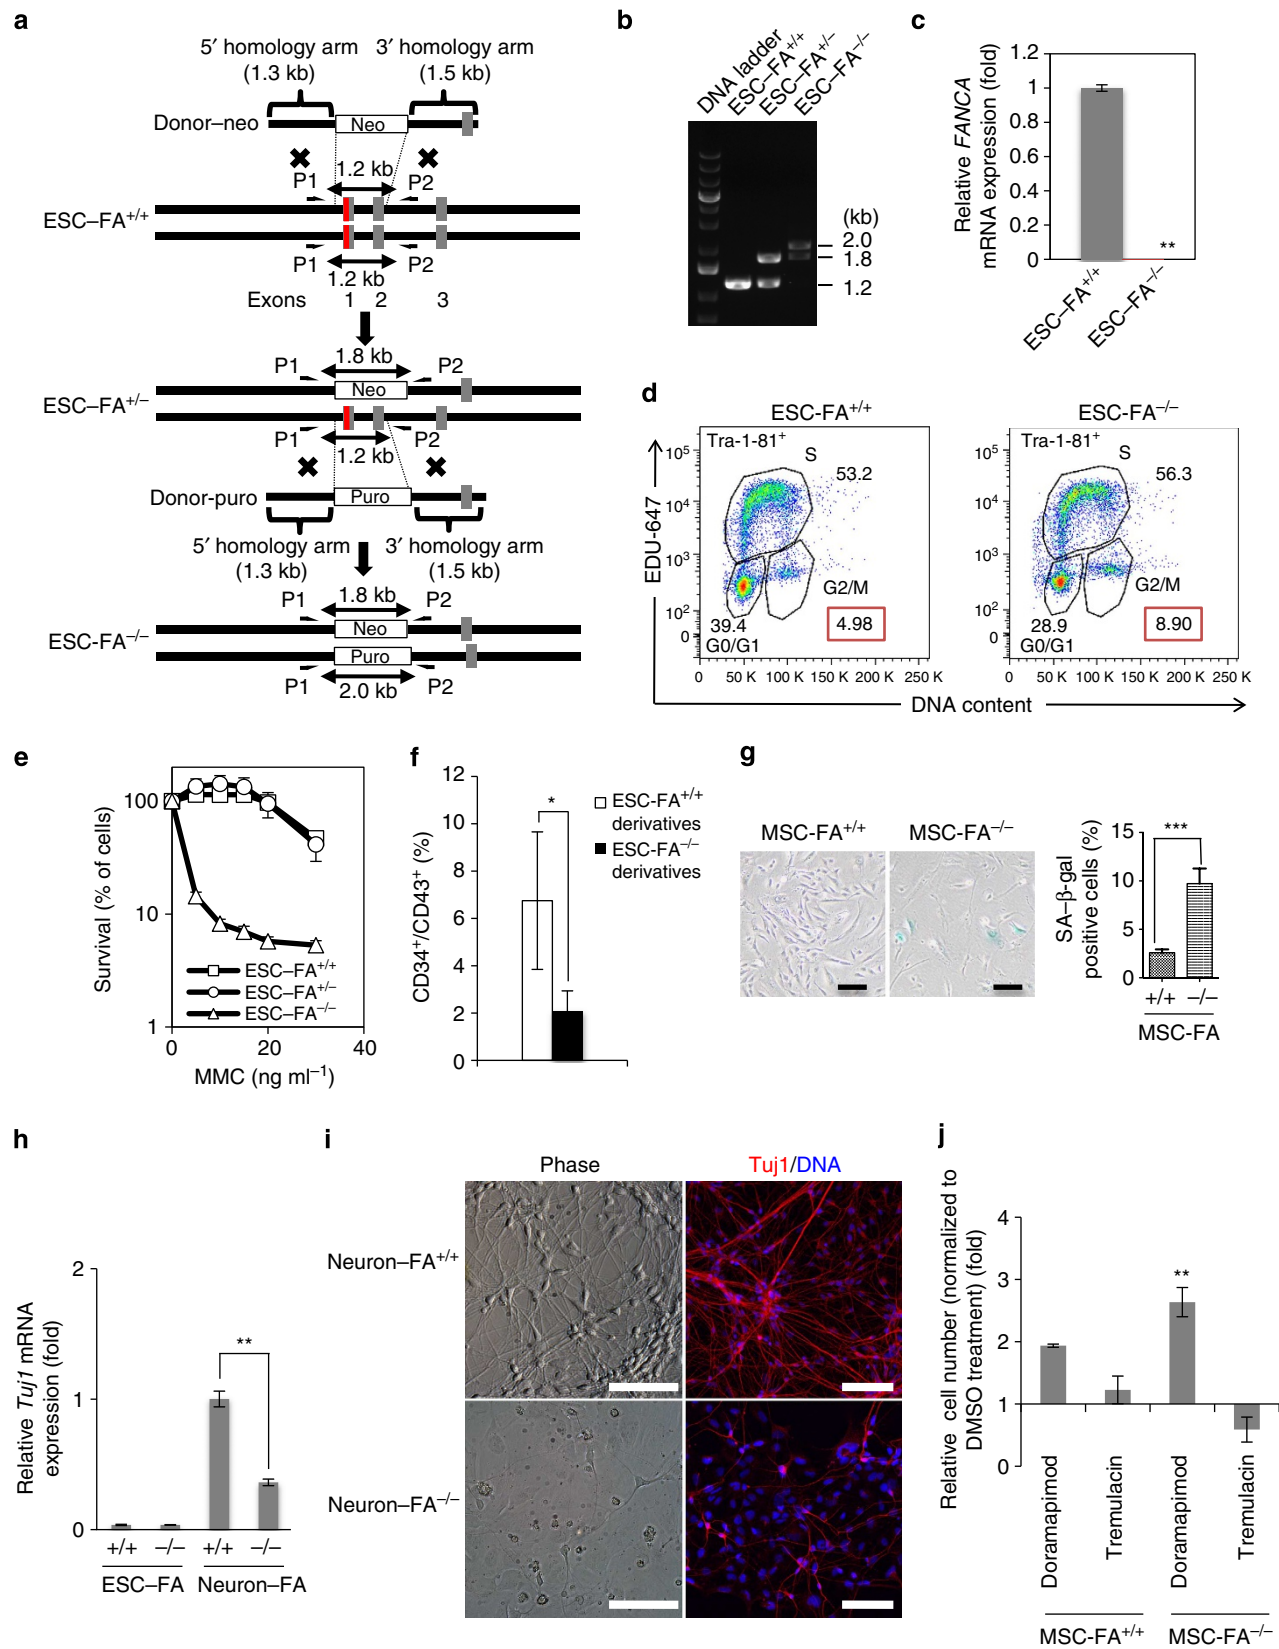 a
5′ homology arm 3′ homology arm
(1.3 kb) (1.5 kb)
Donor–neo
Neo
1.2 kb
P1 P2
ESC–FA+/+
P1 P2
1.2 kb
Exons 1 2 3
1.8 kb
P1 P2
Neo
ESC–FA+/–
P1 P2
1.2 kb
Donor-puro
Puro
5′ homology arm 3′ homology arm
(1.3 kb) (1.5 kb)
1.8 kb
P1 P2
Neo
ESC-FA–/–
Puro
P1 P2
2.0 kb
b
DNA ladder
ESC–FA+/+
ESC–FA+/–
ESC–FA–/–
(kb)
2.0
1.8
1.2
c
Relative FANCA
mRNA expression (fold)
1.2
1
0.8
0.6
0.4
0.2
0
**
ESC–FA+/+
ESC–FA–/–
d
ESC-FA+/+
ESC-FA–/–
EDU-647
Tra-1-81+
S
53.2
G2/M
4.98
39.4
G0/G1
10⁵
10⁴
10³
10²
0
0 50 K 100 K 150 K 200 K 250 K
Tra-1-81+
S
56.3
G2/M
8.90
28.9
G0/G1
10⁵
10⁴
10³
10²
0
0 50 K 100 K 150 K 200 K 250 K
DNA content
e
Survival (% of cells)
100
10
1
ESC–FA+/+
ESC–FA+/–
ESC–FA–/–
0 20 40
MMC (ng ml–1)
f
CD34+/CD43+ (%)
12
10
8
6
4
2
0
*
ESC-FA+/+
derivatives
ESC-FA–/–
derivatives
g
MSC–FA+/+ MSC–FA–/–
SA–β-gal
positive cells (%)
15
10
5
0
***
+/+ –/–
MSC-FA
h
Relative Tuj1 mRNA
expression (fold)
2
1
0
**
+/+ –/– +/+ –/–
ESC–FA Neuron–FA
i
Phase Tuj1/DNA
Neuron–FA+/+
Neuron–FA–/–
j
Relative cell number (normalized to
DMSO treatment) (fold)
4
3
2
1
0
**
Doramapimod
Tremulacin
Doramapimod
Tremulacin
MSC-FA+/+ MSC-FA–/–